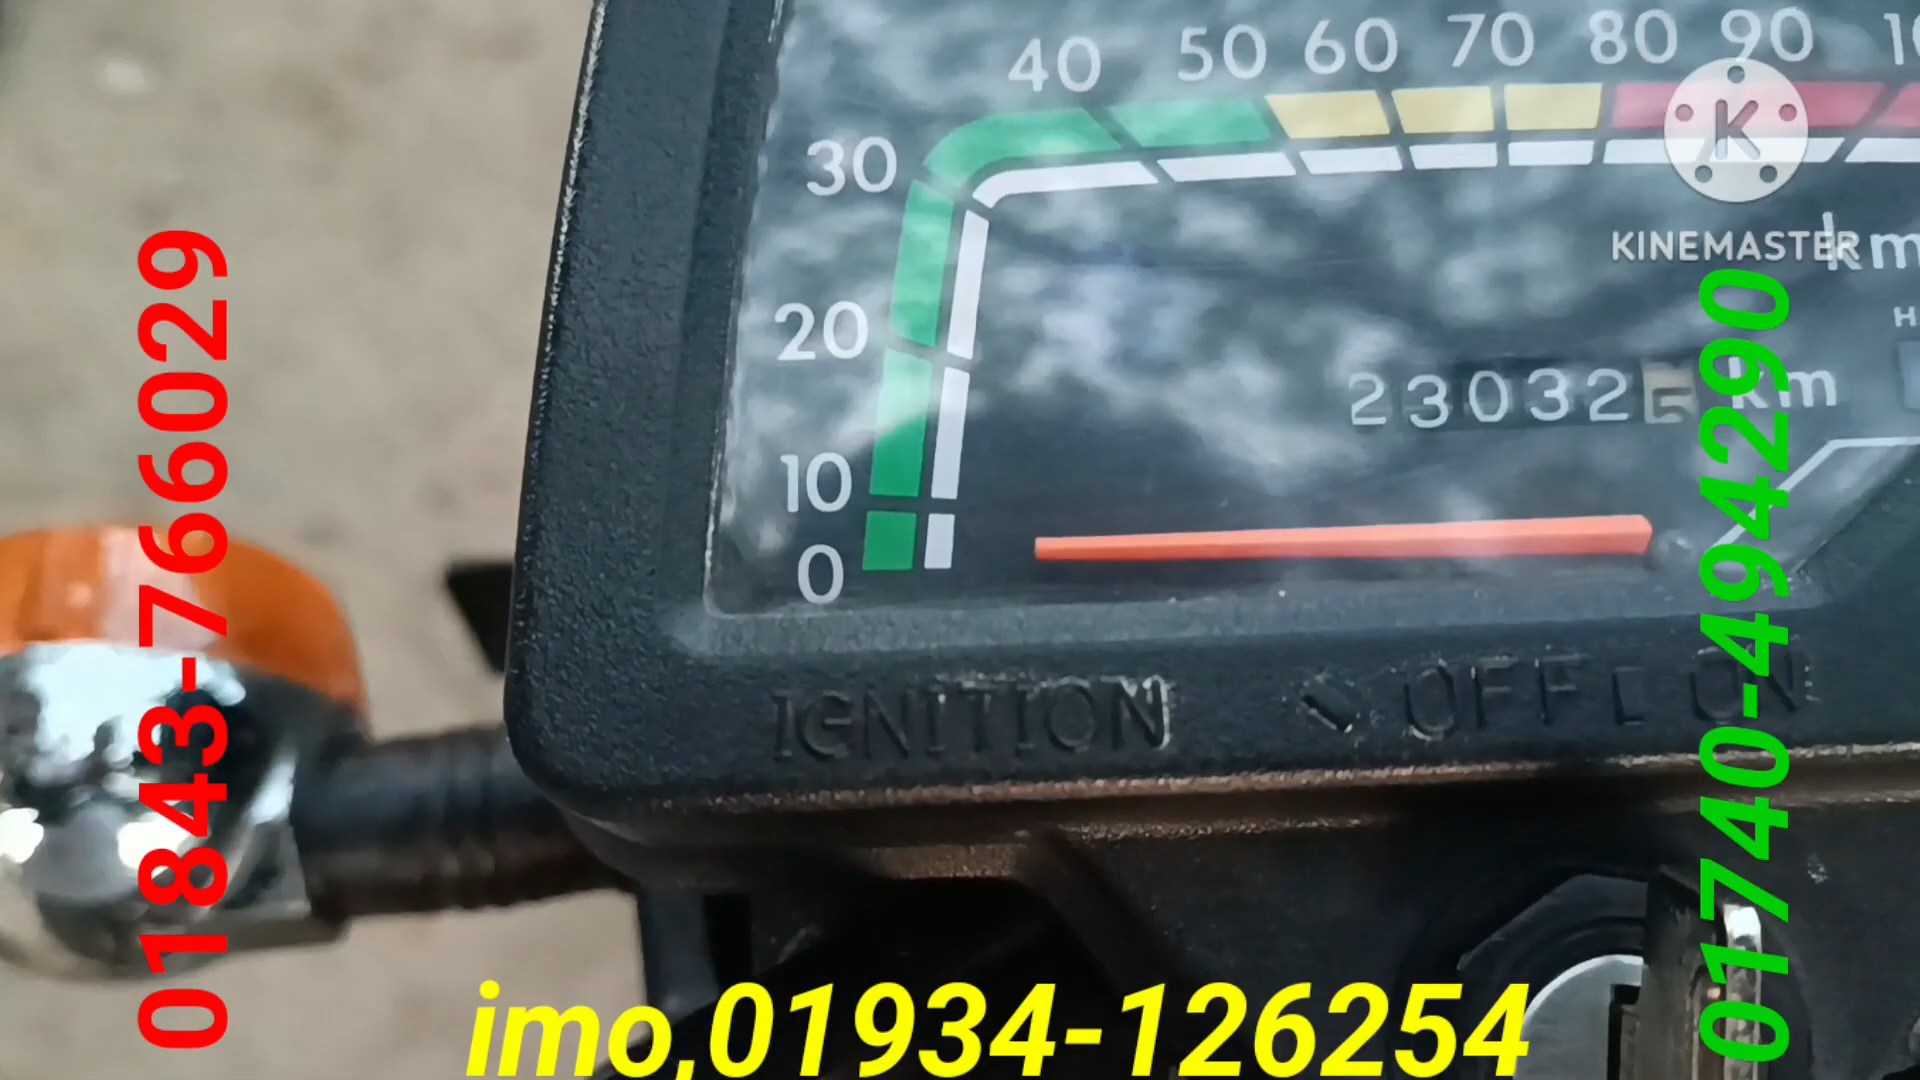 40 50 60 70 80 90
30
20
10
0
KINEMASTER
km
230325 km
IGNITION OFF ON
01843-766029
01740-494290
imo,01934-126254